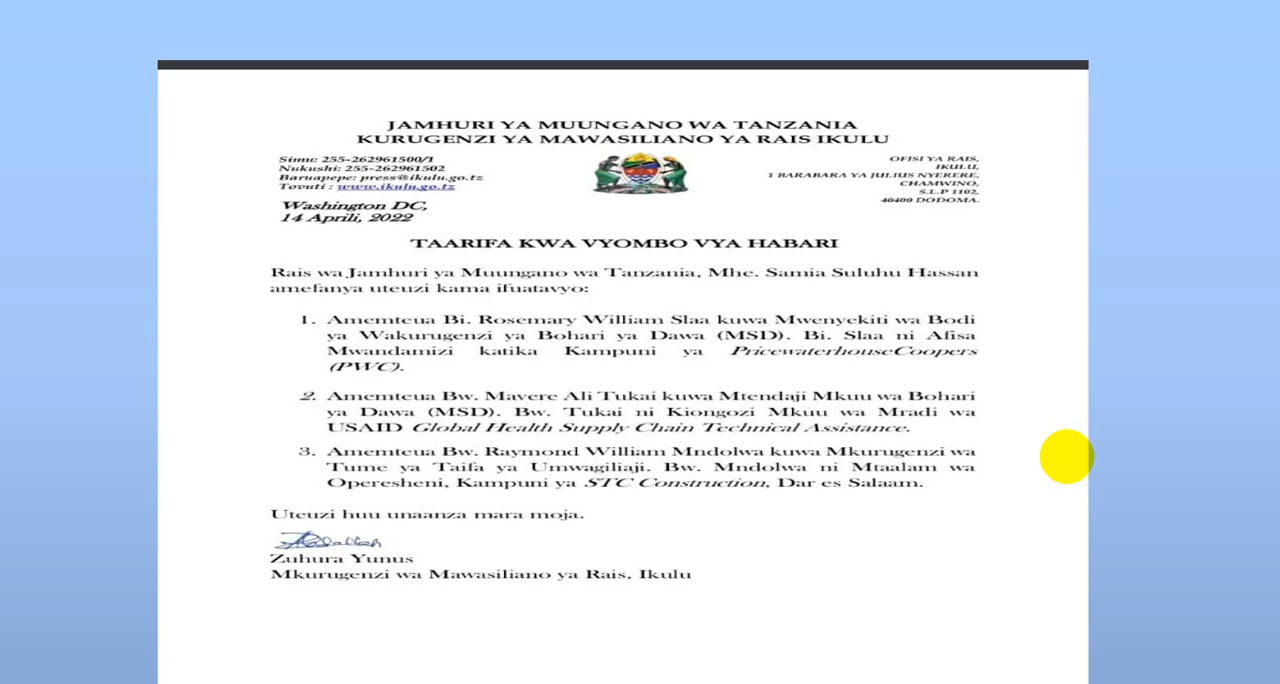 JAMHURI YA MUUNGANO WA TANZANIA
KURUGENZI YA MAWASILIANO YA RAIS IKULU
Simu: 255-262961500/1
Nukushi: 255-262961502
Baruapepe: press@ikulu.go.tz
Tovuti : www.ikulu.go.tz
OFISI YA RAIS,
IKULU,
1 BARABARA YA JULIUS NYERERE,
CHAMWINO,
S.L.P 1102,
40400 DODOMA.
Washington DC,
14 Aprili, 2022
TAARIFA KWA VYOMBO VYA HABARI
Rais wa Jamhuri ya Muungano wa Tanzania, Mhe. Samia Suluhu Hassan
amefanya uteuzi kama ifuatavyo:
1. Amemteua Bi. Rosemary William Slaa kuwa Mwenyekiti wa Bodi
ya Wakurugenzi ya Bohari ya Dawa (MSD). Bi. Slaa ni Afisa
Mwandamizi katika Kampuni ya PricewaterhouseCoopers
(PWC).
2. Amemteua Bw. Mavere Ali Tukai kuwa Mtendaji Mkuu wa Bohari
ya Dawa (MSD). Bw. Tukai ni Kiongozi Mkuu wa Mradi wa
USAID Global Health Supply Chain Technical Assistance.
3. Amemteua Bw. Raymond William Mndolwa kuwa Mkurugenzi wa
Tume ya Taifa ya Umwagiliaji. Bw. Mndolwa ni Mtaalam wa
Operesheni, Kampuni ya STC Construction, Dar es Salaam.
Uteuzi huu unaanza mara moja.
Zuhura Yunus
Mkurugenzi wa Mawasiliano ya Rais, Ikulu